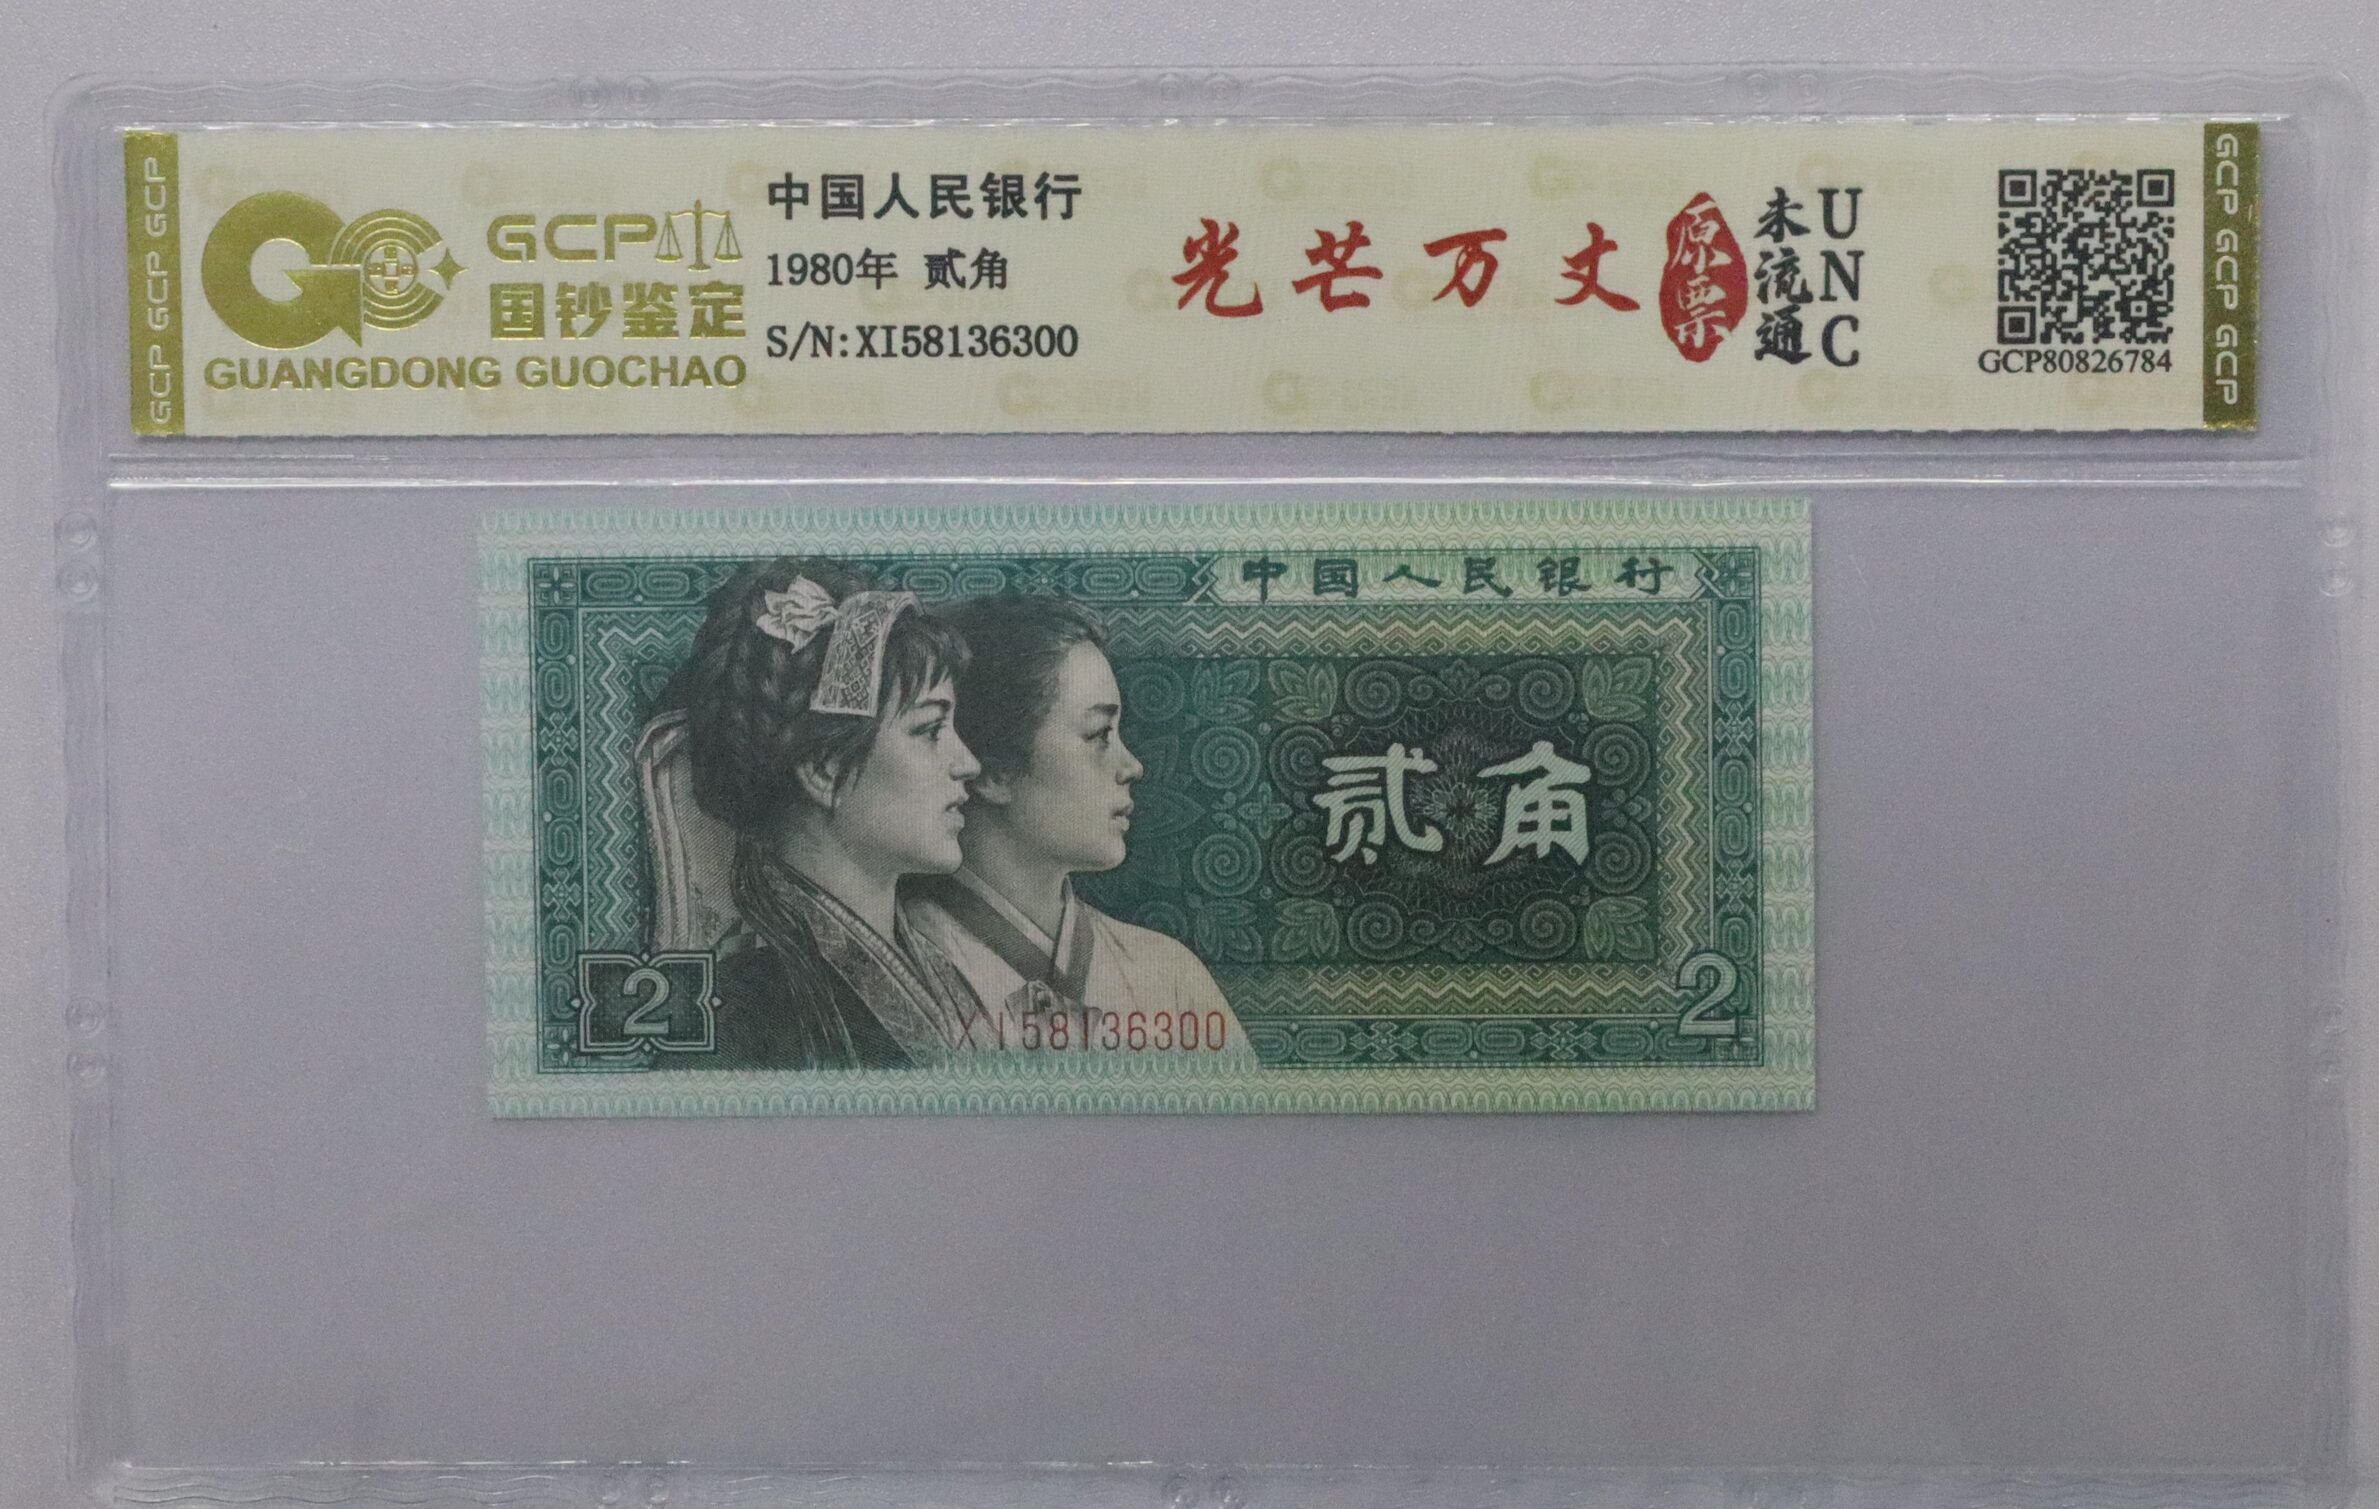 GCP GCP GCP
GCP
国钞鉴定
GUANGDONG GUOCHAO
中国人民银行
1980年 贰角
S/N:XI58136300
光芒万丈
原票
未流通
UNC
GCP80826784
GCP GCP GCP
中国人民银行
贰角
2
XI58136300
2